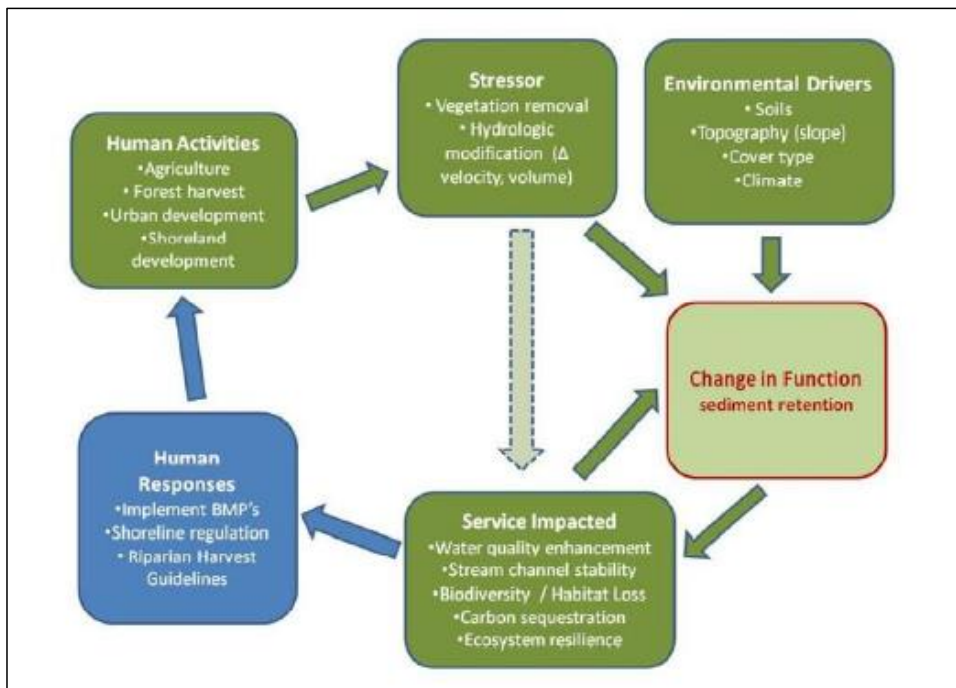 Stressor
• Vegetation removal
• Hydrologic
modification (Δ
velocity, volume)
Environmental Drivers
• Soils
•Topography (slope)
•Cover type
•Climate
Human Activities
•Agriculture
• Forest harvest
•Urban development
•Shoreland
development
Change in Function
sediment retention
Human
Responses
•Implement BMP's
•Shoreline regulation
• Riparian Harvest
Guidelines
Service Impacted
•Water quality enhancement
•Stream channel stability
•Biodiversity / Habitat Loss
•Carbon sequestration
•Ecosystem resilience